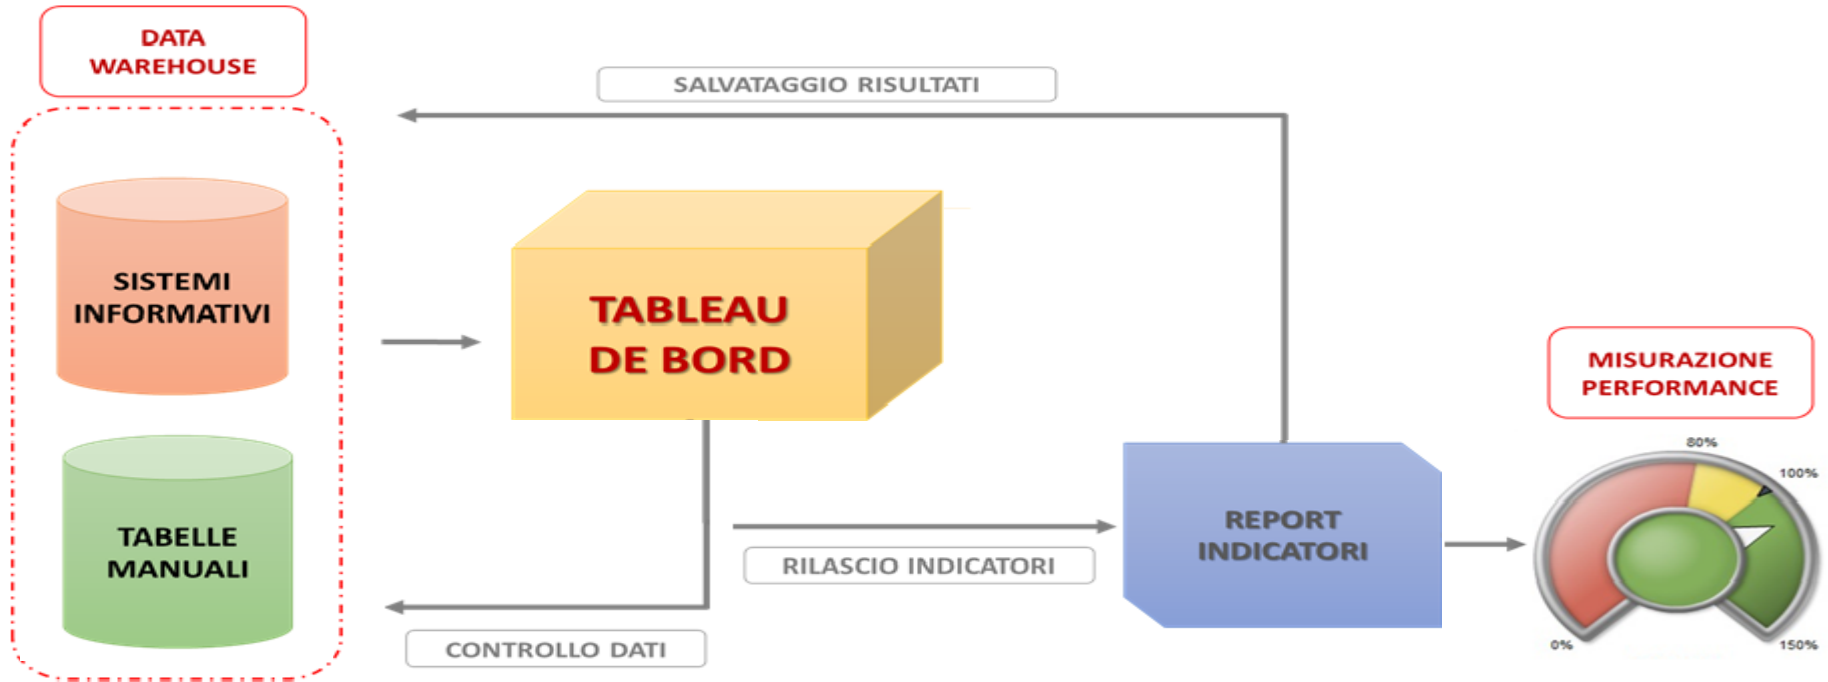 DATA
WAREHOUSE
SALVATAGGIO RISULTATI
SISTEMI
INFORMATIVI
TABLEAU
DE BORD
MISURAZIONE
PERFORMANCE
80%
100%
REPORT
INDICATORI
TABELLE
MANUALI
RILASCIO INDICATORI
0%
150%
CONTROLLO DATI